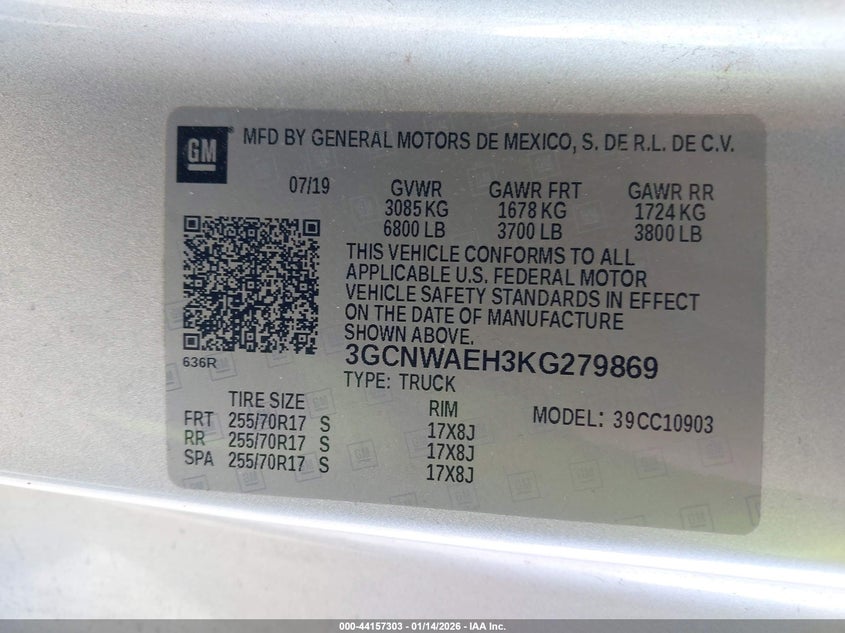 GM
® MFD BY GENERAL MOTORS DE MEXICO, S. DE R.L. DE C.V.
07/19 GVWR GAWR FRT GAWR RR
3085 KG 1678 KG 1724 KG
6800 LB 3700 LB 3800 LB
THIS VEHICLE CONFORMS TO ALL
APPLICABLE U.S. FEDERAL MOTOR
VEHICLE SAFETY STANDARDS IN EFFECT
ON THE DATE OF MANUFACTURE
SHOWN ABOVE.
636R
3GCNWAEH3KG279869
TYPE: TRUCK
TIRE SIZE RIM MODEL: 39CC10903
FRT 255/70R17 S 17X8J
RR 255/70R17 S 17X8J
SPA 255/70R17 S 17X8J
000-44157303 - 01/14/2026 - IAA Inc.